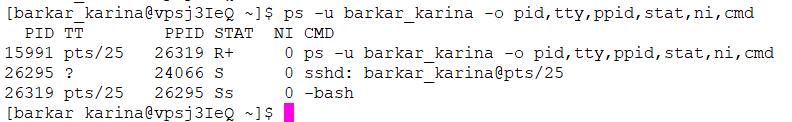 [barkar_karina@vpsj3IeQ ~]$ ps -u barkar_karina -o pid,tty,ppid,stat,ni,cmd
  PID TT        PPID STAT  NI CMD
15991 pts/25   26319 R+     0 ps -u barkar_karina -o pid,tty,ppid,stat,ni,cmd
26295 ?        24066 S      0 sshd: barkar_karina@pts/25
26319 pts/25   26295 Ss     0 -bash
[barkar_karina@vpsj3IeQ ~]$